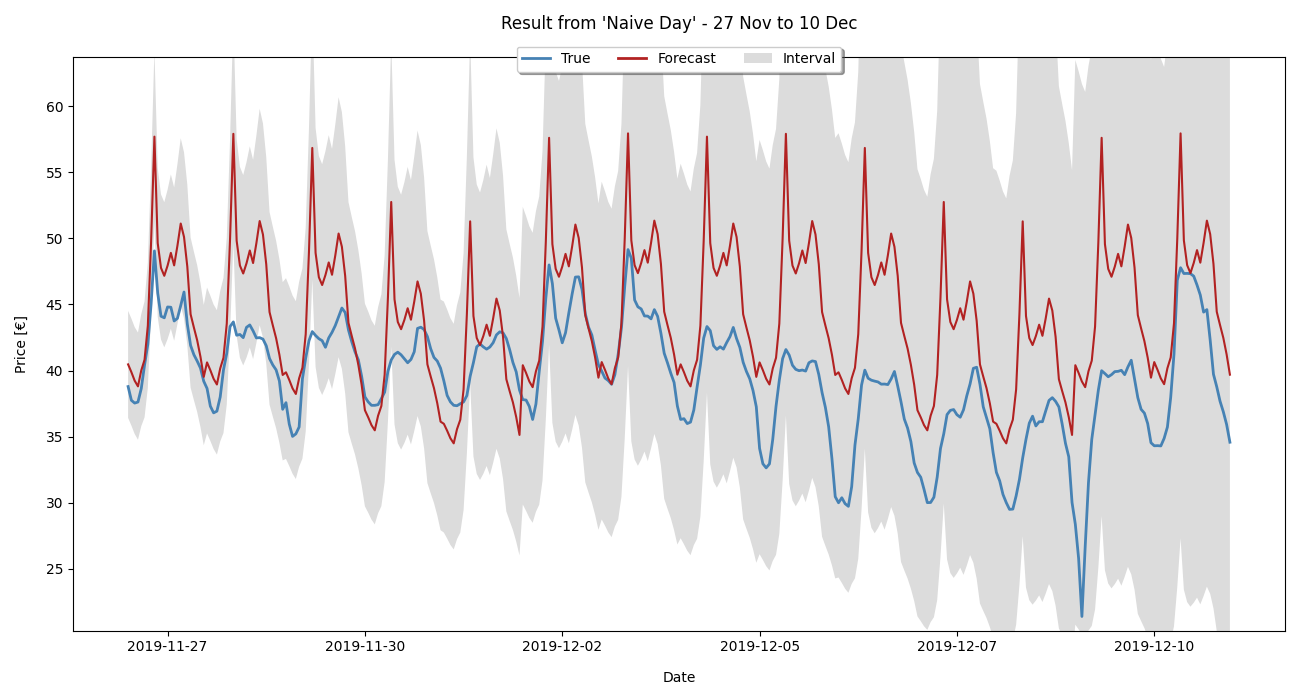 Result from 'Naive Day' - 27 Nov to 10 Dec
True Forecast Interval
60
55
50
45
40
35
30
25
Price [€]
2019-11-27 2019-11-30 2019-12-02 2019-12-05 2019-12-07 2019-12-10
Date